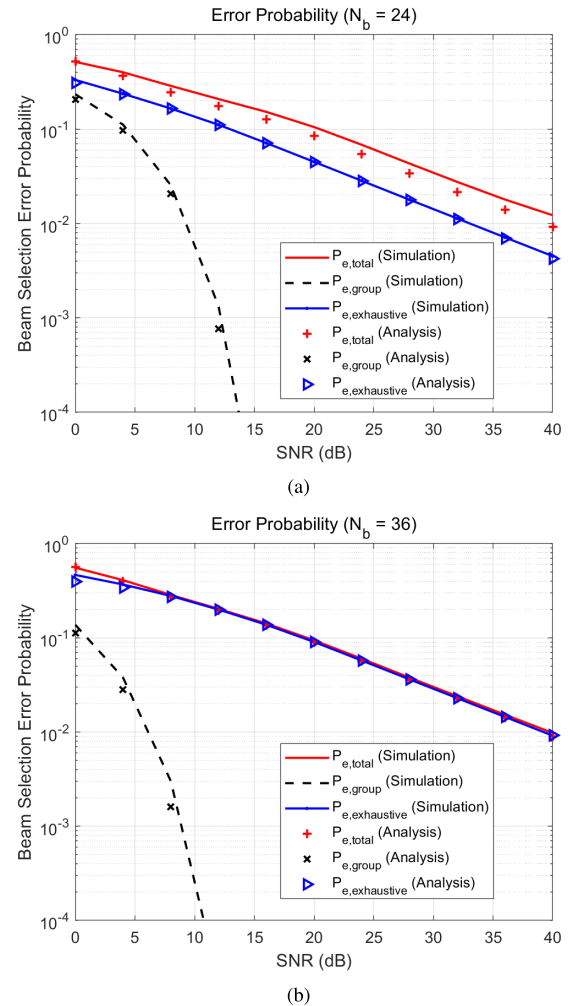 Error Probability (N_b = 24)
10^0
10^-1
10^-2
10^-3
10^-4
Beam Selection Error Probability
P_e,total (Simulation)
P_e,group (Simulation)
P_e,exhaustive (Simulation)
P_e,total (Analysis)
P_e,group (Analysis)
P_e,exhaustive (Analysis)
0 5 10 15 20 25 30 35 40
SNR (dB)
(a)
Error Probability (N_b = 36)
10^0
10^-1
10^-2
10^-3
10^-4
Beam Selection Error Probability
P_e,total (Simulation)
P_e,group (Simulation)
P_e,exhaustive (Simulation)
P_e,total (Analysis)
P_e,group (Analysis)
P_e,exhaustive (Analysis)
0 5 10 15 20 25 30 35 40
SNR (dB)
(b)